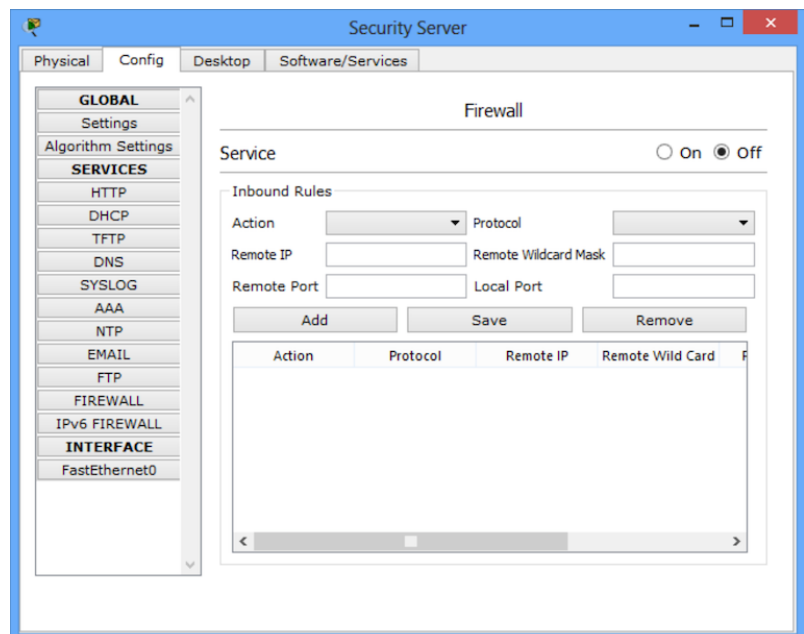 Security Server
Physical Config Desktop Software/Services
GLOBAL
Settings
Algorithm Settings
SERVICES
HTTP
DHCP
TFTP
DNS
SYSLOG
AAA
NTP
EMAIL
FTP
FIREWALL
IPv6 FIREWALL
INTERFACE
FastEthernet0
Firewall
Service On Off
Inbound Rules
Action Protocol
Remote IP Remote Wildcard Mask
Remote Port Local Port
Add Save Remove
Action Protocol Remote IP Remote Wild Card